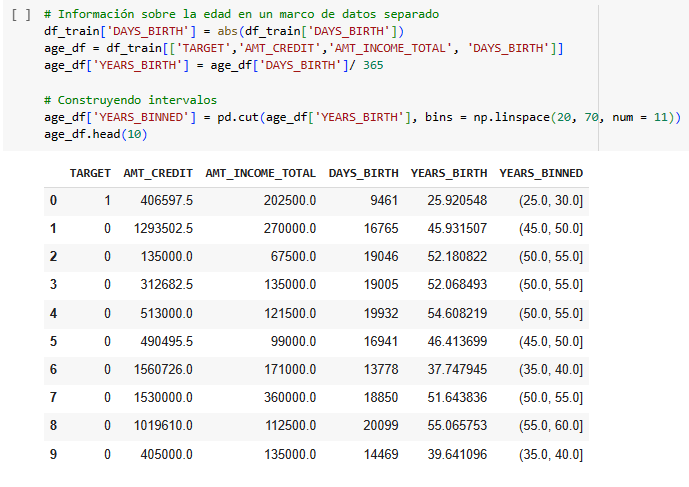 [ ] # Información sobre la edad en un marco de datos separado
df_train['DAYS_BIRTH'] = abs(df_train['DAYS_BIRTH'])
age_df = df_train[['TARGET','AMT_CREDIT','AMT_INCOME_TOTAL', 'DAYS_BIRTH']]
age_df['YEARS_BIRTH'] = age_df['DAYS_BIRTH']/ 365
# Construyendo intervalos
age_df['YEARS_BINNED'] = pd.cut(age_df['YEARS_BIRTH'], bins = np.linspace(20, 70, num = 11))
age_df.head(10)
TARGET AMT_CREDIT AMT_INCOME_TOTAL DAYS_BIRTH YEARS_BIRTH YEARS_BINNED
0 1 406597.5 202500.0 9461 25.920548 (25.0, 30.0]
1 0 1293502.5 270000.0 16765 45.931507 (45.0, 50.0]
2 0 135000.0 67500.0 19046 52.180822 (50.0, 55.0]
3 0 312682.5 135000.0 19005 52.068493 (50.0, 55.0]
4 0 513000.0 121500.0 19932 54.608219 (50.0, 55.0]
5 0 490495.5 99000.0 16941 46.413699 (45.0, 50.0]
6 0 1560726.0 171000.0 13778 37.747945 (35.0, 40.0]
7 0 1530000.0 360000.0 18850 51.643836 (50.0, 55.0]
8 0 1019610.0 112500.0 20099 55.065753 (55.0, 60.0]
9 0 405000.0 135000.0 14469 39.641096 (35.0, 40.0]